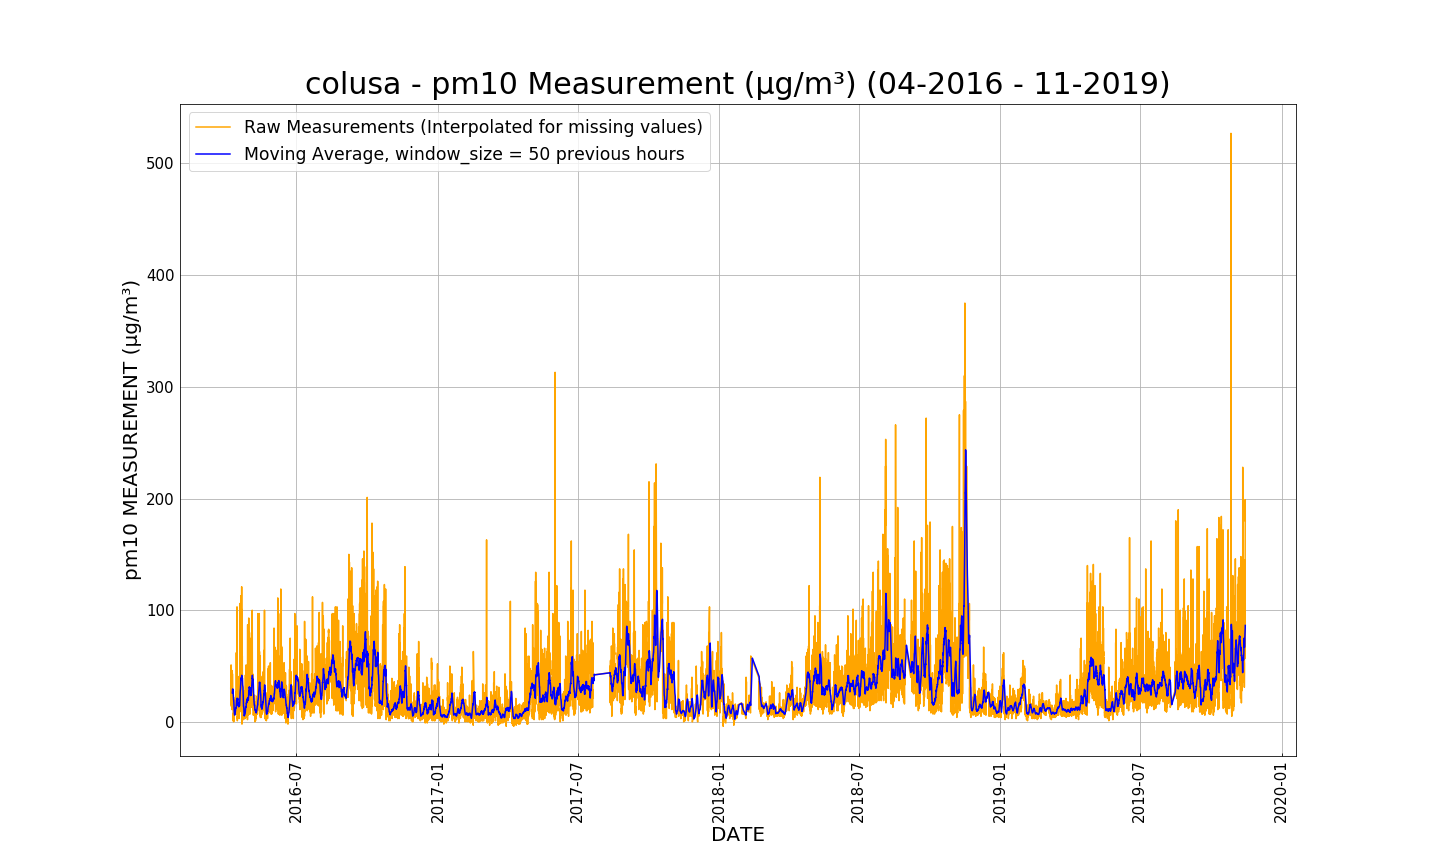 colusa - pm10 Measurement (µg/m³) (04-2016 - 11-2019)
Raw Measurements (Interpolated for missing values)
Moving Average, window_size = 50 previous hours
pm10 MEASUREMENT (µg/m³)
500
400
300
200
100
0
2016-07
2017-01
2017-07
2018-01
2018-07
2019-01
2019-07
2020-01
DATE